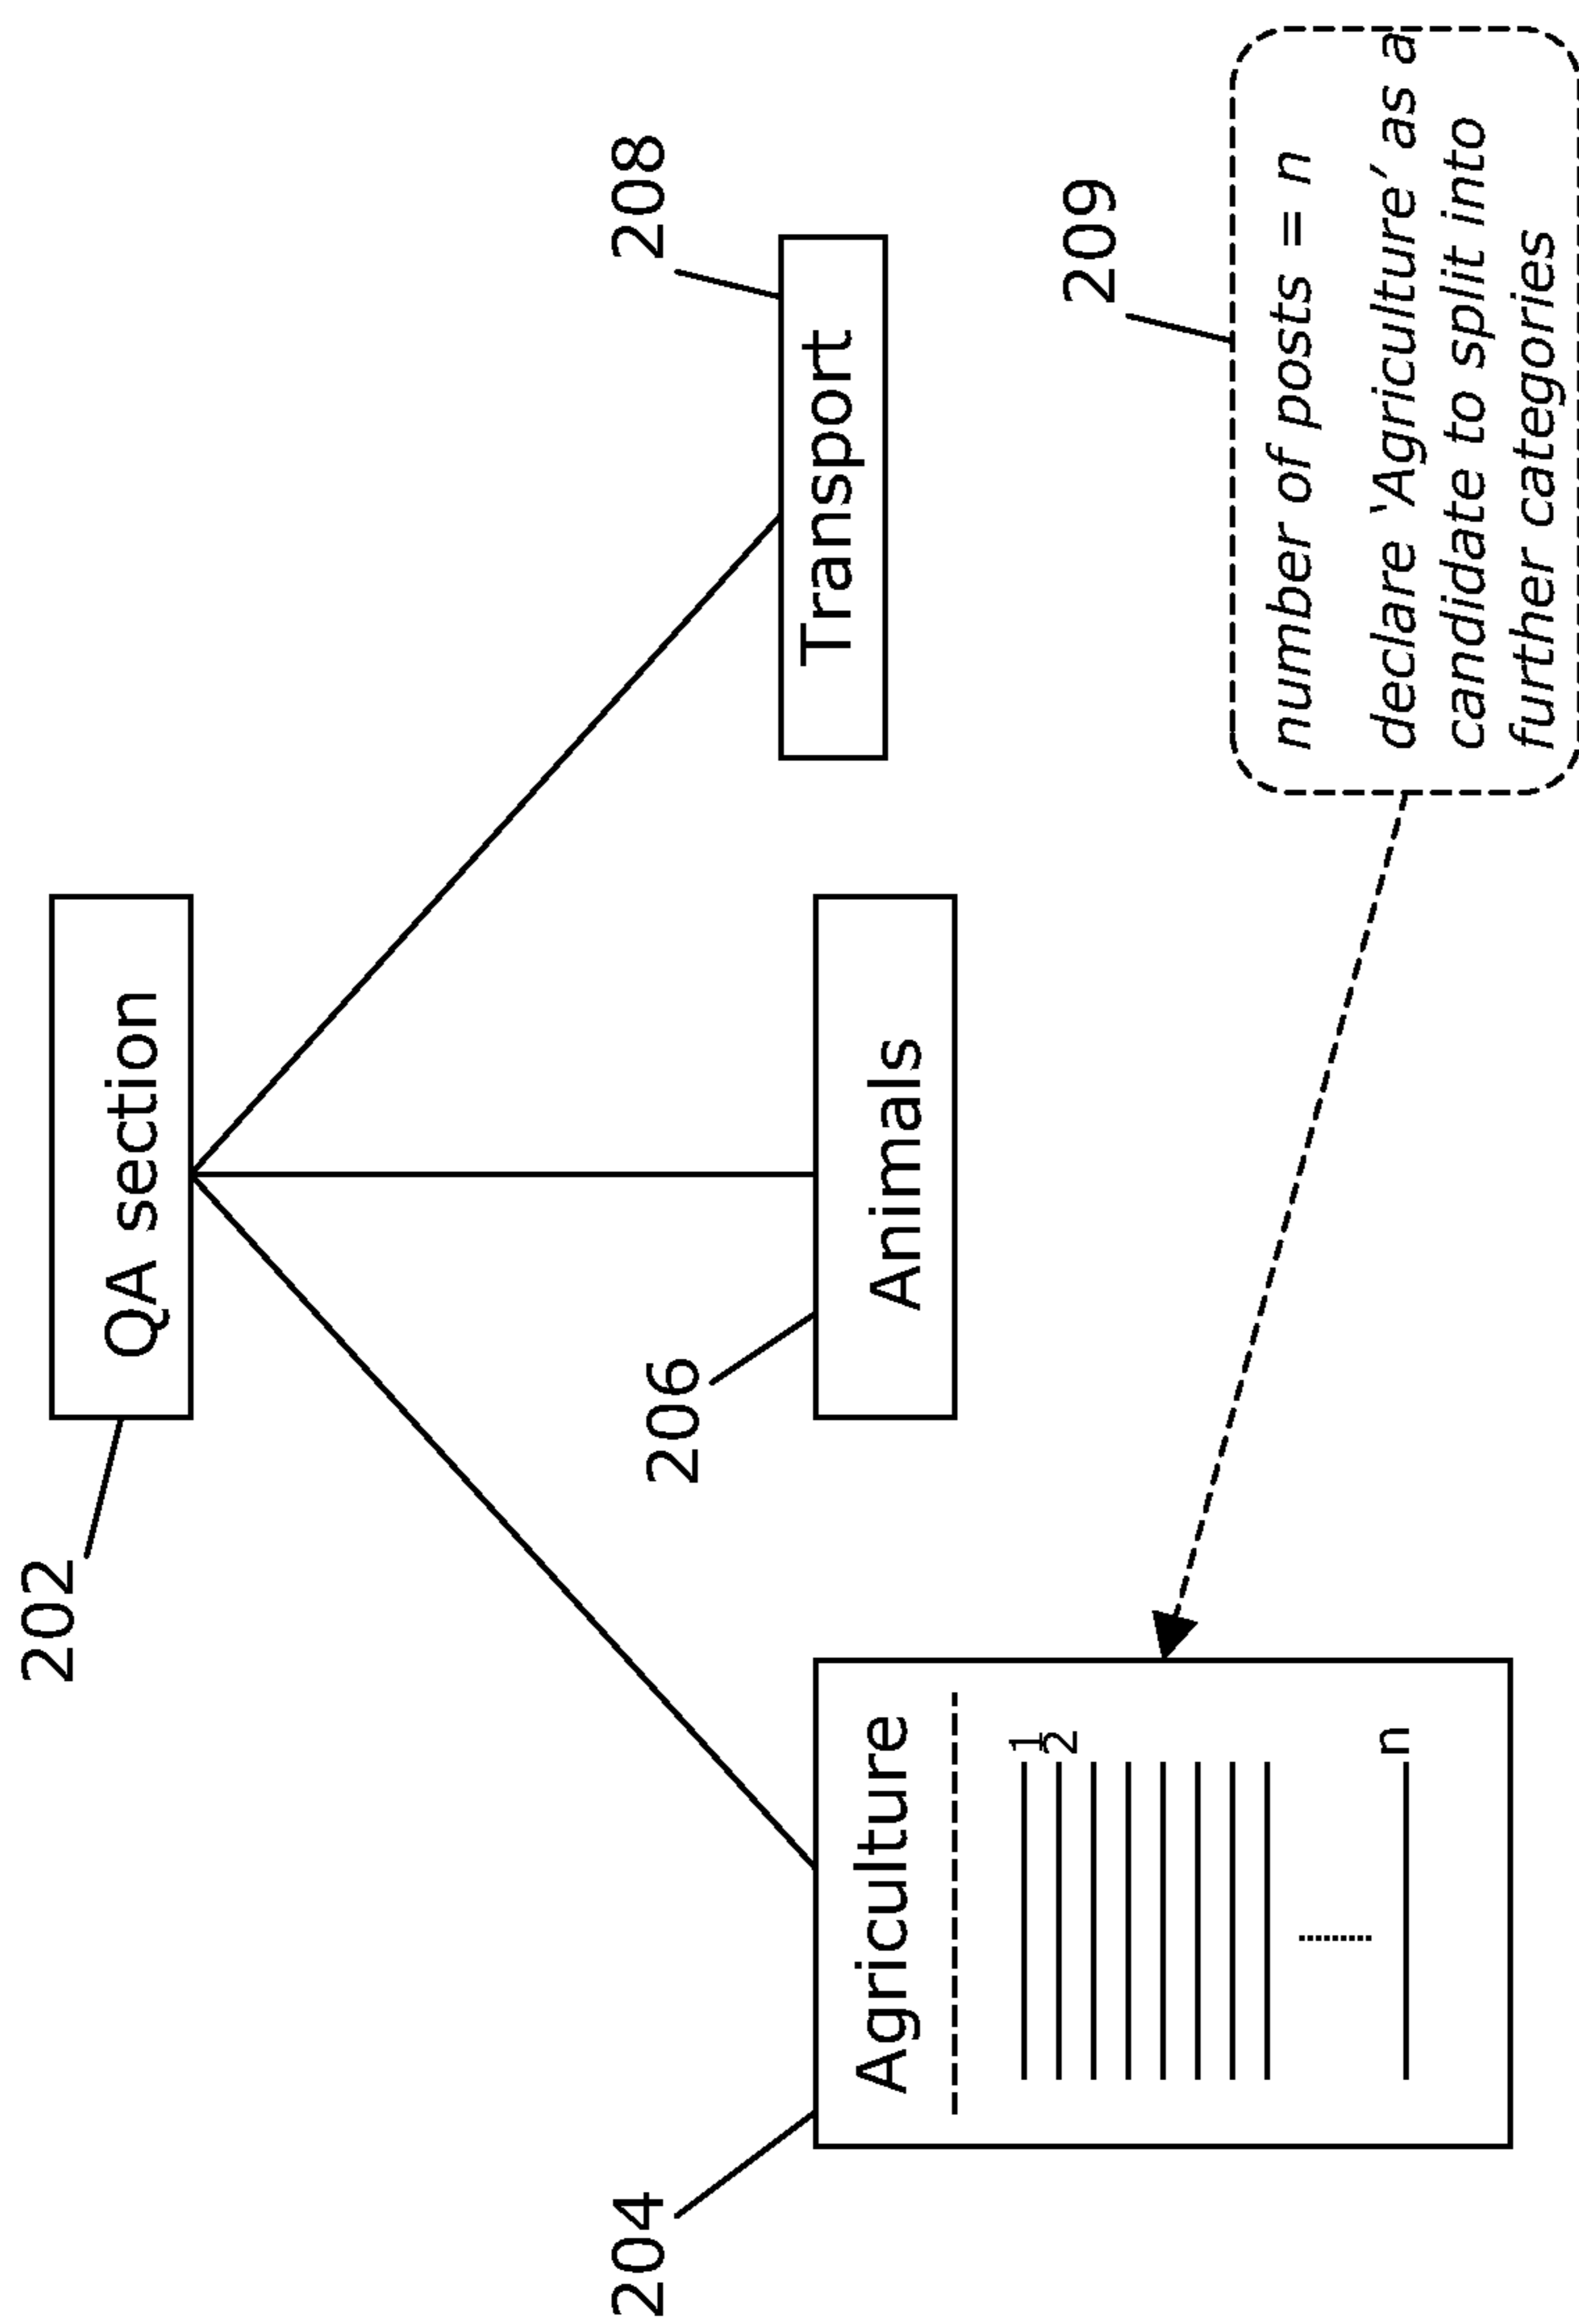 202
QA section
204
206
208
Agriculture
Animals
Transport
1
2
n
209
number of posts = n
declare ‘Agriculture’ as a
candidate to split into
further categories